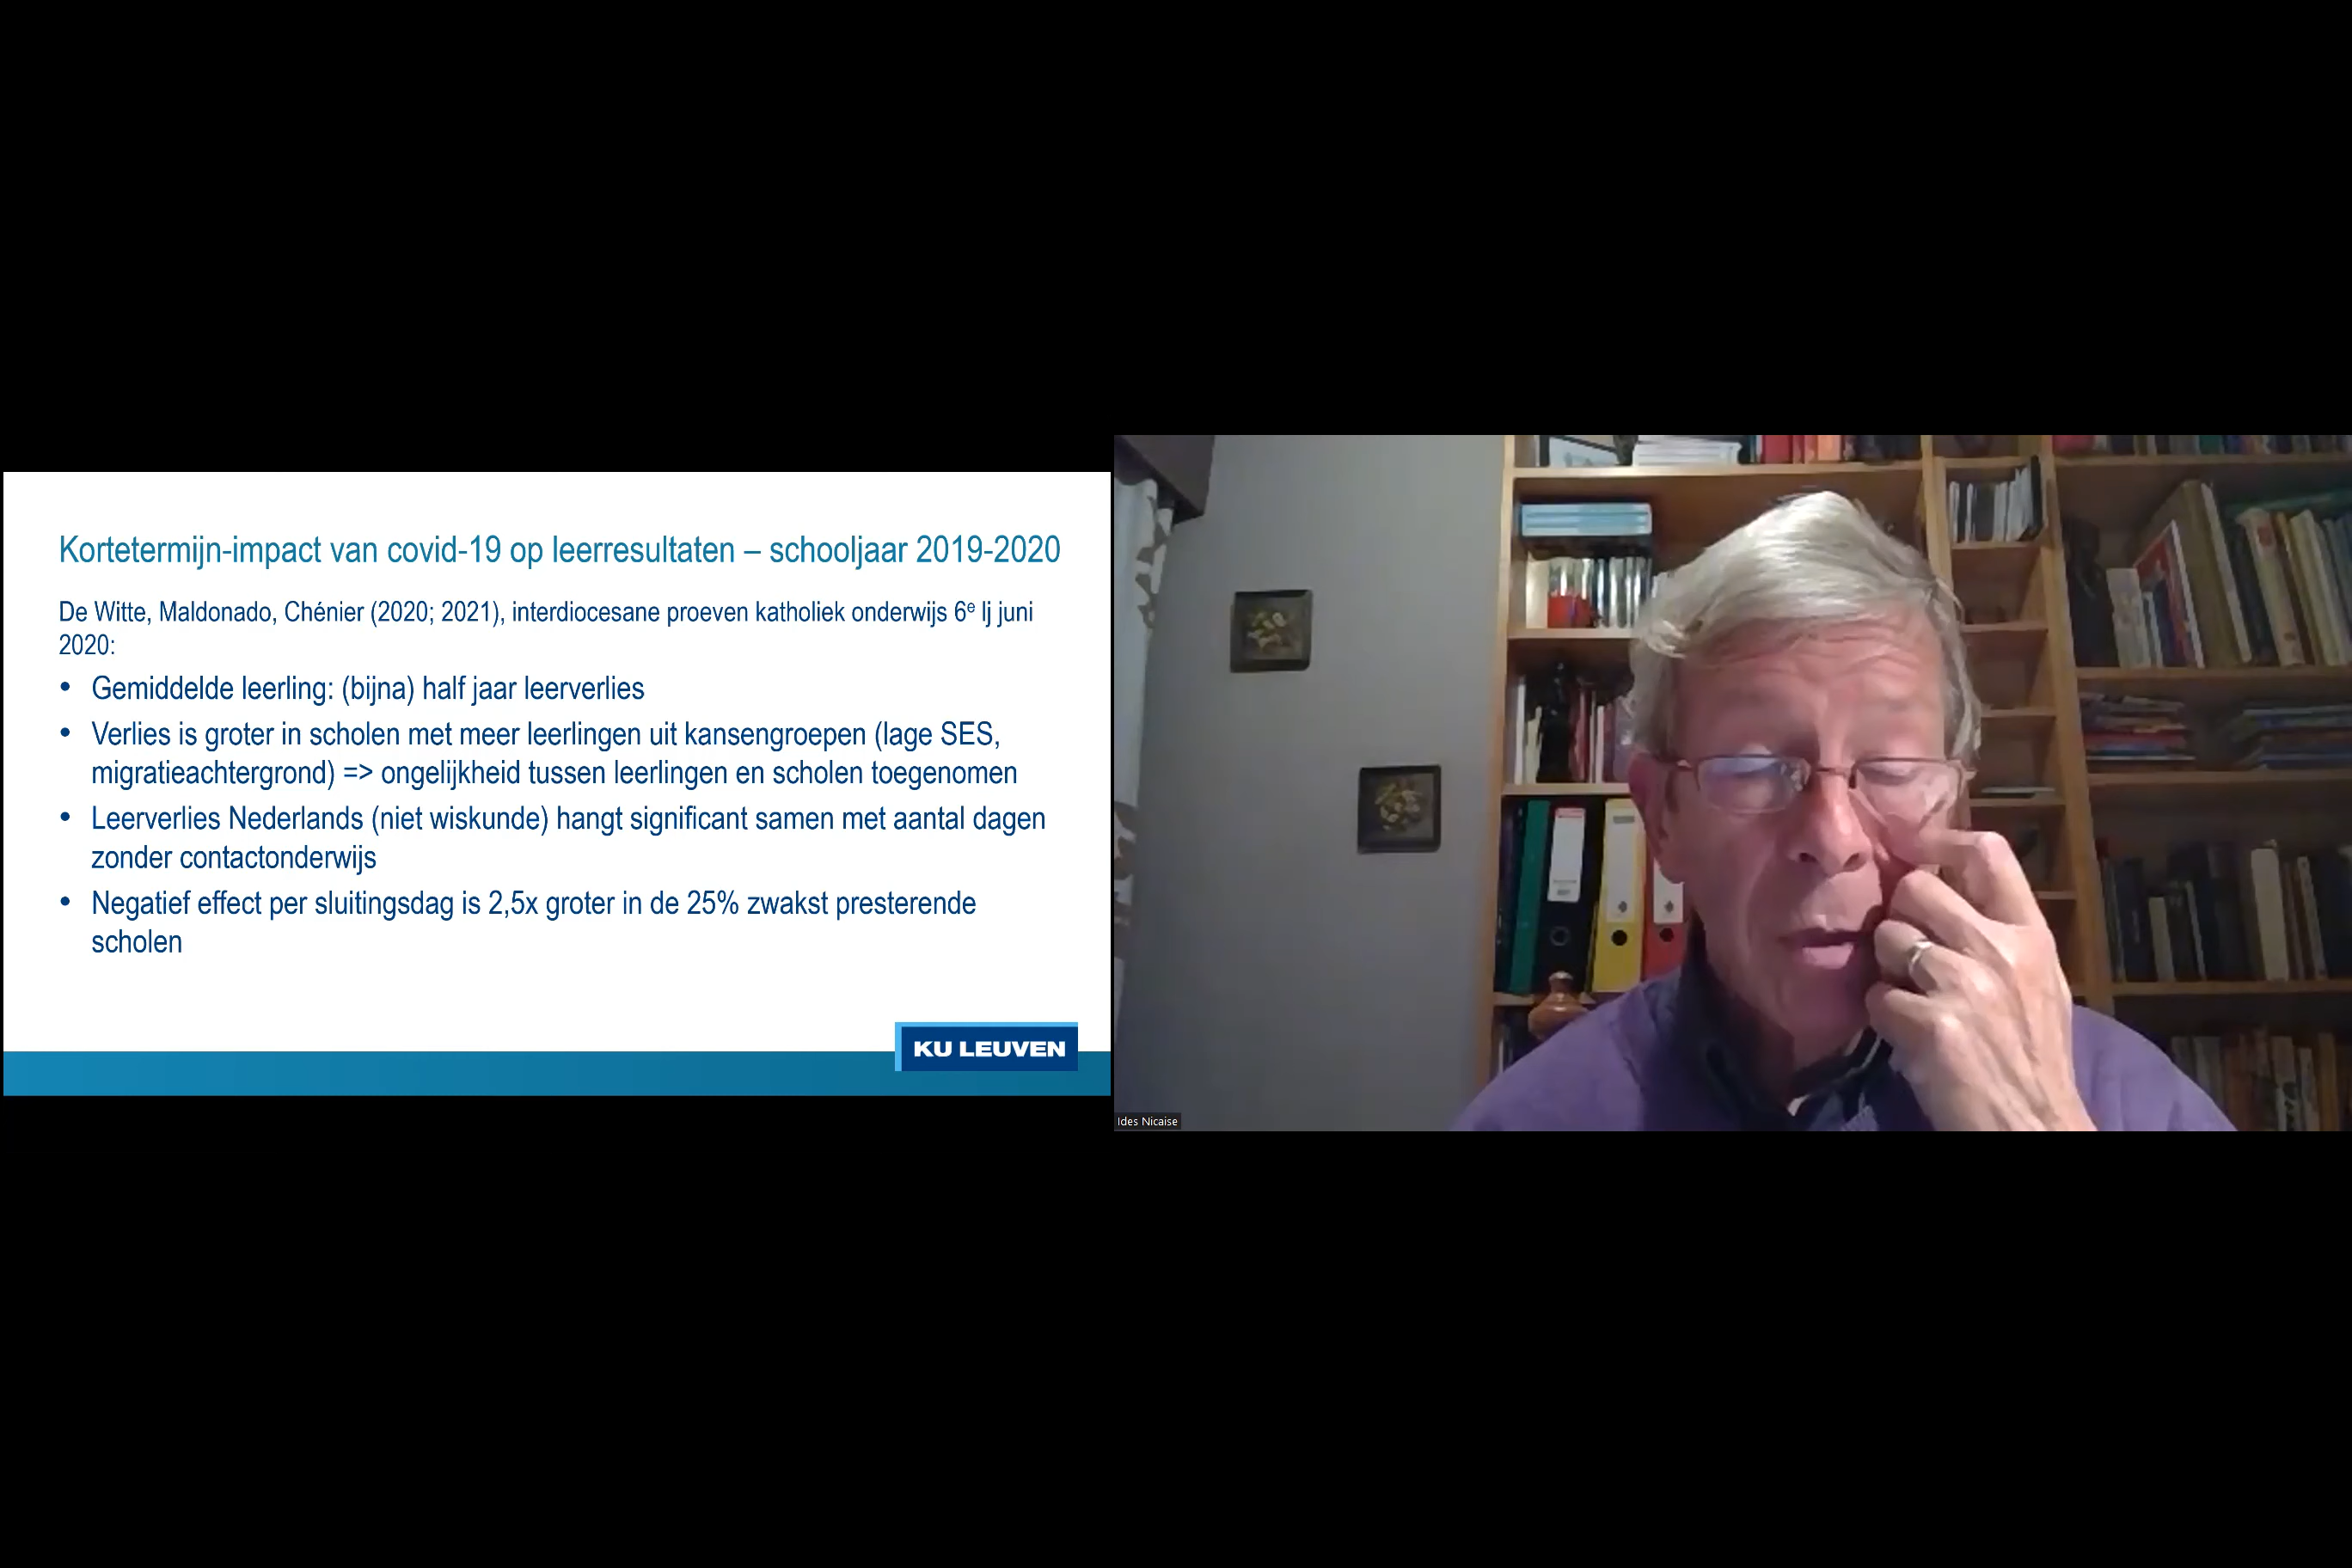 Kortetermijn-impact van covid-19 op leerresultaten – schooljaar 2019-2020
De Witte, Maldonado, Chénier (2020; 2021), interdiocesane proeven katholiek onderwijs 6e lj juni
2020:
• Gemiddelde leerling: (bijna) half jaar leerverlies
• Verlies is groter in scholen met meer leerlingen uit kansengroepen (lage SES,
migratieachtergrond) => ongelijkheid tussen leerlingen en scholen toegenomen
• Leerverlies Nederlands (niet wiskunde) hangt significant samen met aantal dagen
zonder contactonderwijs
• Negatief effect per sluitingsdag is 2,5x groter in de 25% zwakst presterende
scholen
KU LEUVEN
Ides Nicaise